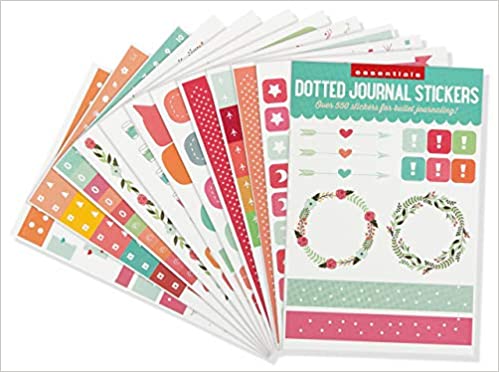 essentials
DOTTED JOURNAL STICKERS
Over 550 stickers for bullet journaling!
! ! !
! ! !